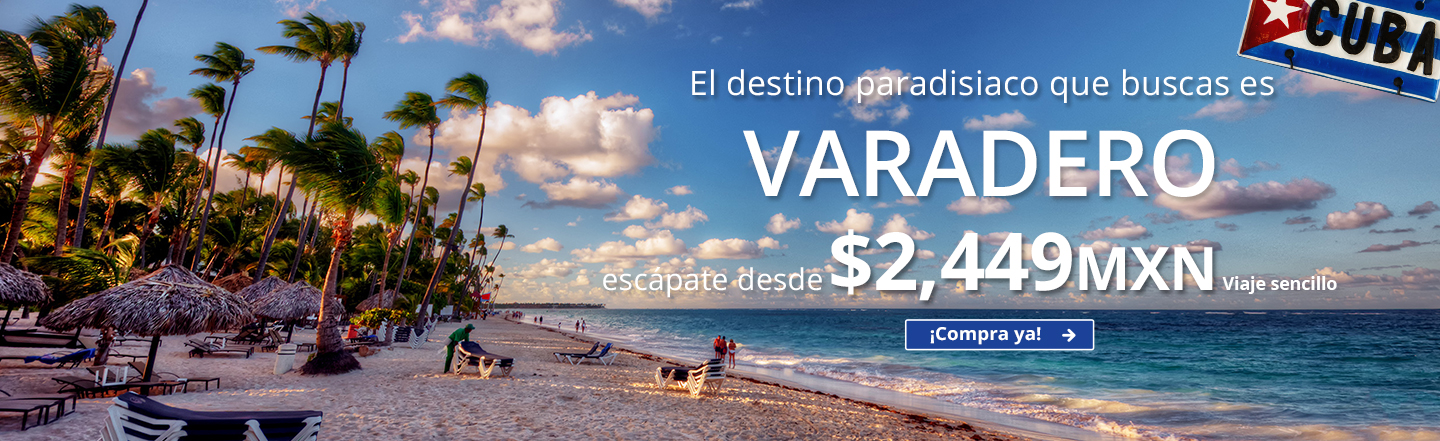 CUBA
El destino paradisiaco que buscas es
VARADERO
escápate desde $2,449MXN Viaje sencillo
¡Compra ya! →